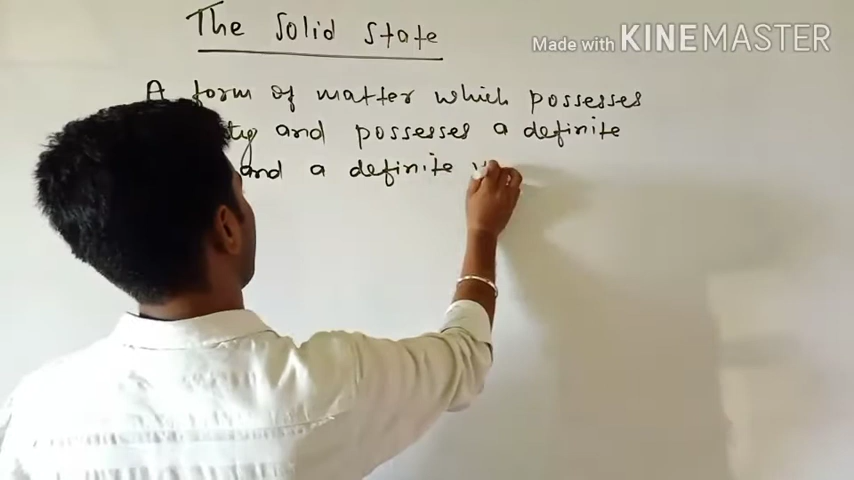 The Solid State
Made with KINEMASTER
A form of matter which possesses
and possesses a definite
and a definite